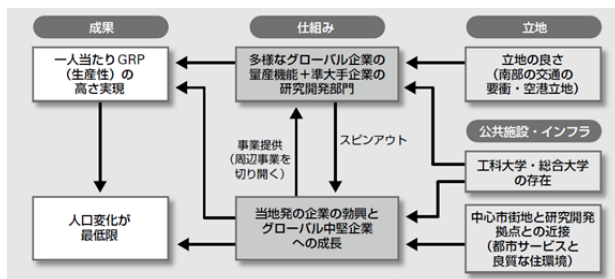 成果
仕組み
立地
一人当たりGRP
（生産性）の
高さ実現
多様なグローバル企業の
量産機能＋準大手企業の
研究開発部門
立地の良さ
（南部の交通の
要衝・空港立地）
事業提供
（周辺事業を
切り開く）
スピンアウト
公共施設・インフラ
工科大学・総合大学
の存在
人口変化が
最低限
当地発の企業の勃興と
グローバル中堅企業
への成長
中心市街地と研究開発
拠点との近接
（都市サービスと
良質な住環境）